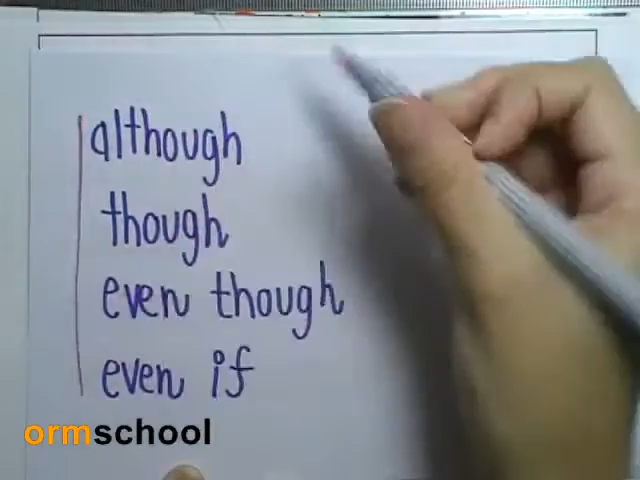 although
though
even though
even if
ormschool